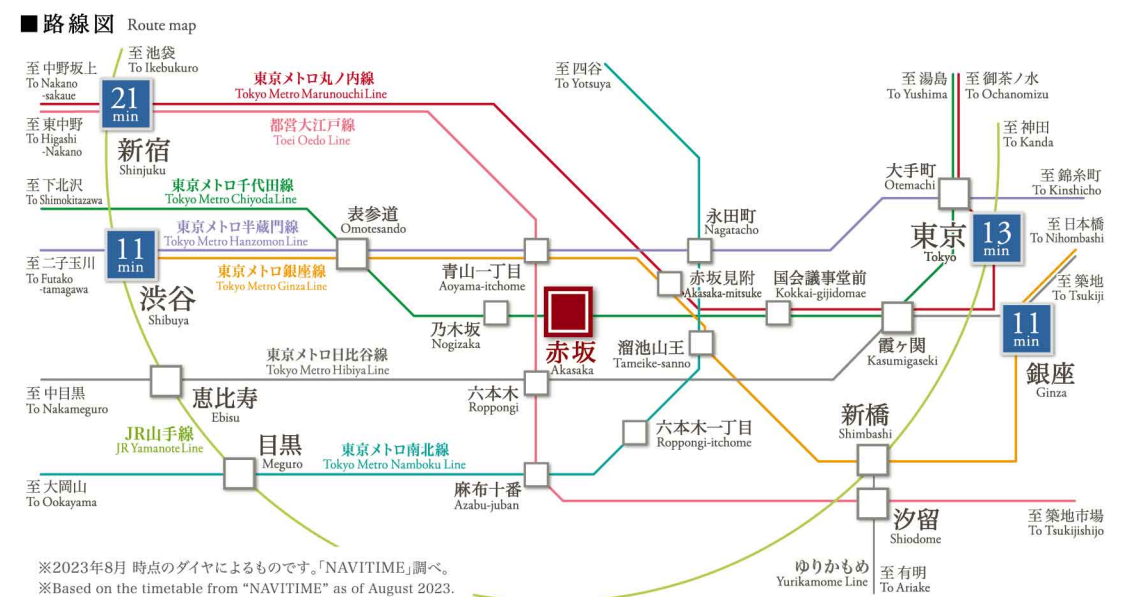 ■路線図 Route map
至 池袋
To Ikebukuro
至 中野坂上
To Nakano
-sakaue
21
min
東京メトロ丸ノ内線
Tokyo Metro Marunouchi Line
至 四谷
To Yotsuya
至 湯島
To Yushima
至 御茶ノ水
To Ochanomizu
至 東中野
To Higashi
-Nakano
新宿
Shinjuku
都営大江戸線
Toei Oedo Line
至 神田
To Kanda
至 下北沢
To Shimokitazawa
東京メトロ千代田線
Tokyo Metro Chiyoda Line
大手町
Otemachi
至 錦糸町
To Kinshicho
表参道
Omotesando
永田町
Nagatacho
東京
Tokyo
13
min
至 日本橋
To Nihombashi
11
min
東京メトロ半蔵門線
Tokyo Metro Hanzomon Line
至 二子玉川
To Futako
-tamagawa
東京メトロ銀座線
Tokyo Metro Ginza Line
青山一丁目
Aoyama-itchome
赤坂見附
Akasaka-mitsuke
国会議事堂前
Kokkai-gijidomae
至 築地
To Tsukiji
渋谷
Shibuya
乃木坂
Nogizaka
赤坂
Akasaka
溜池山王
Tameike-sanno
霞ヶ関
Kasumigaseki
11
min
銀座
Ginza
東京メトロ日比谷線
Tokyo Metro Hibiya Line
至 中目黒
To Nakameguro
恵比寿
Ebisu
六本木
Roppongi
新橋
Shimbashi
JR山手線
JR Yamanote Line
目黒
Meguro
東京メトロ南北線
Tokyo Metro Namboku Line
六本木一丁目
Roppongi-itchome
至 大岡山
To Ookayama
麻布十番
Azabu-juban
汐留
Shiodome
至 築地市場
To Tsukijishijo
ゆりかもめ
Yurikamome Line
至 有明
To Ariake
※2023年8月 時点のダイヤによるものです。「NAVITIME」調べ。
※Based on the timetable from “NAVITIME” as of August 2023.